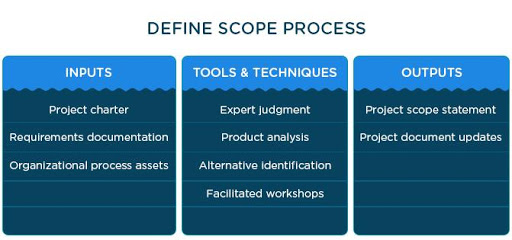 DEFINE SCOPE PROCESS
INPUTS
Project charter
Requirements documentation
Organizational process assets
TOOLS & TECHNIQUES
Expert judgment
Product analysis
Alternative identification
Facilitated workshops
OUTPUTS
Project scope statement
Project document updates